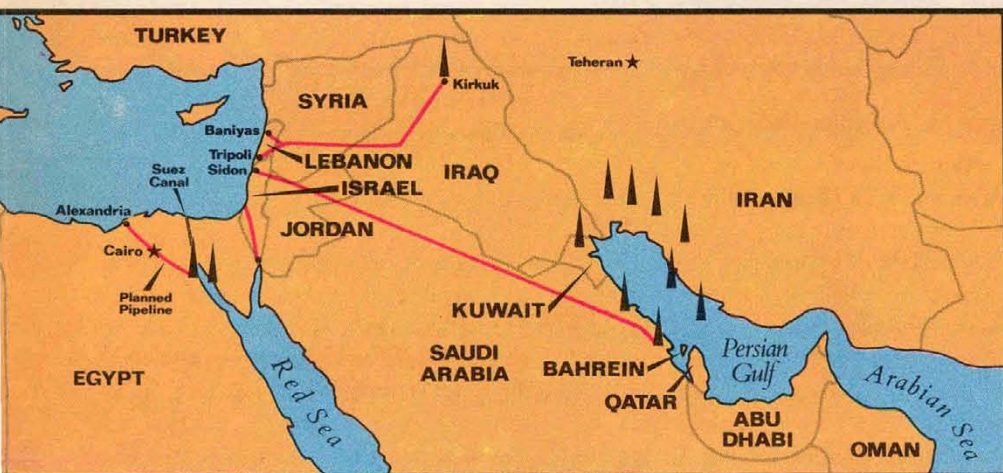 TURKEY
Teheran
Kirkuk
SYRIA
Baniyas
LEBANON
Tripoli
Sidon
Suez
Canal
ISRAEL
IRAQ
IRAN
Alexandria
JORDAN
Cairo
Planned
Pipeline
KUWAIT
EGYPT
Red Sea
SAUDI
ARABIA
BAHREIN
Persian
Gulf
QATAR
Arabian Sea
ABU
DHABI
OMAN